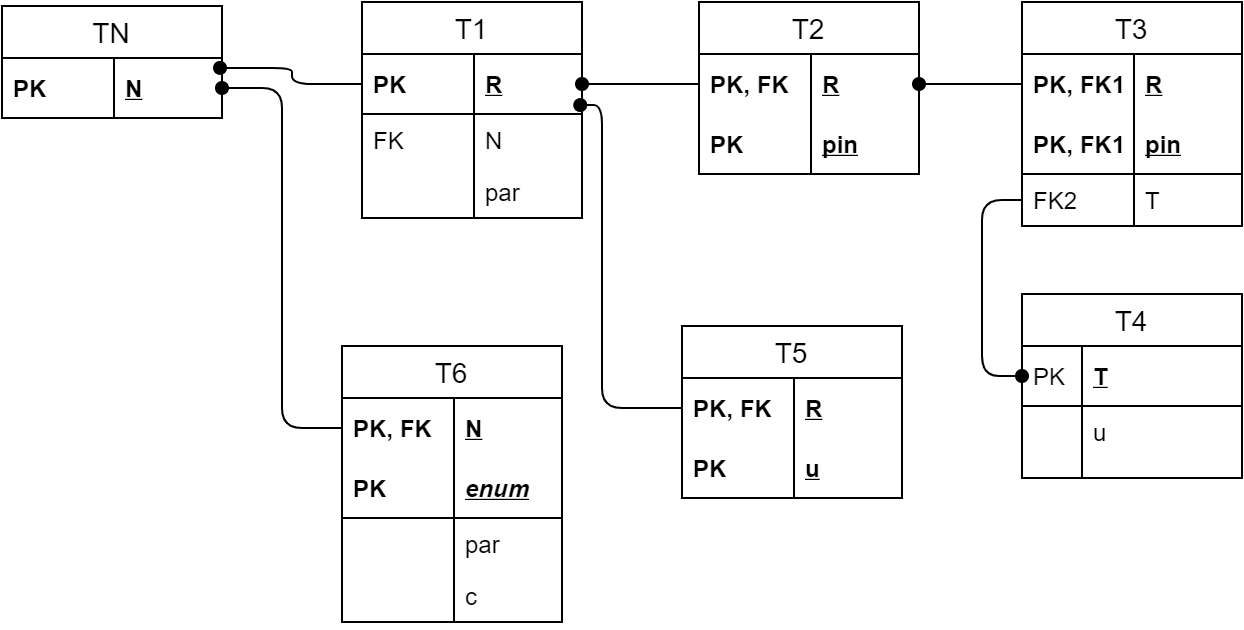 TN
PK N
T1
PK R
FK N
par
T2
PK, FK R
PK pin
T3
PK, FK1 R
PK, FK1 pin
FK2 T
T4
PK T
u
T5
PK, FK R
PK u
T6
PK, FK N
PK enum
par
c